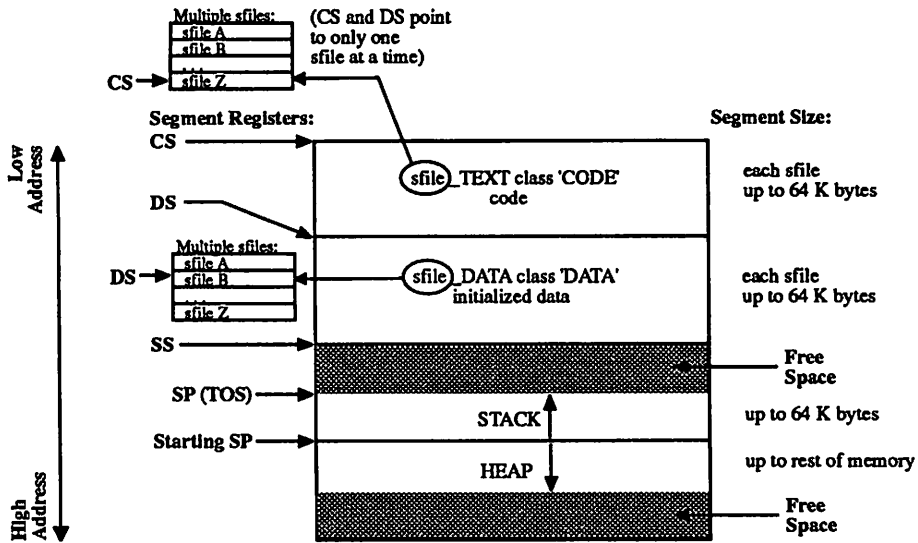 Multiple sfiles:
sfile A
sfile B
. . .
sfile Z
CS
(CS and DS point
to only one
sfile at a time)
Segment Registers:
Segment Size:
Low
Address
CS
sfile _TEXT class 'CODE'
code
each sfile
up to 64 K bytes
DS
Multiple sfiles:
sfile A
sfile B
. . .
sfile Z
DS
sfile _DATA class 'DATA'
initialized data
each sfile
up to 64 K bytes
SS
Free
Space
SP (TOS)
STACK
up to 64 K bytes
Starting SP
HEAP
up to rest of memory
High
Address
Free
Space